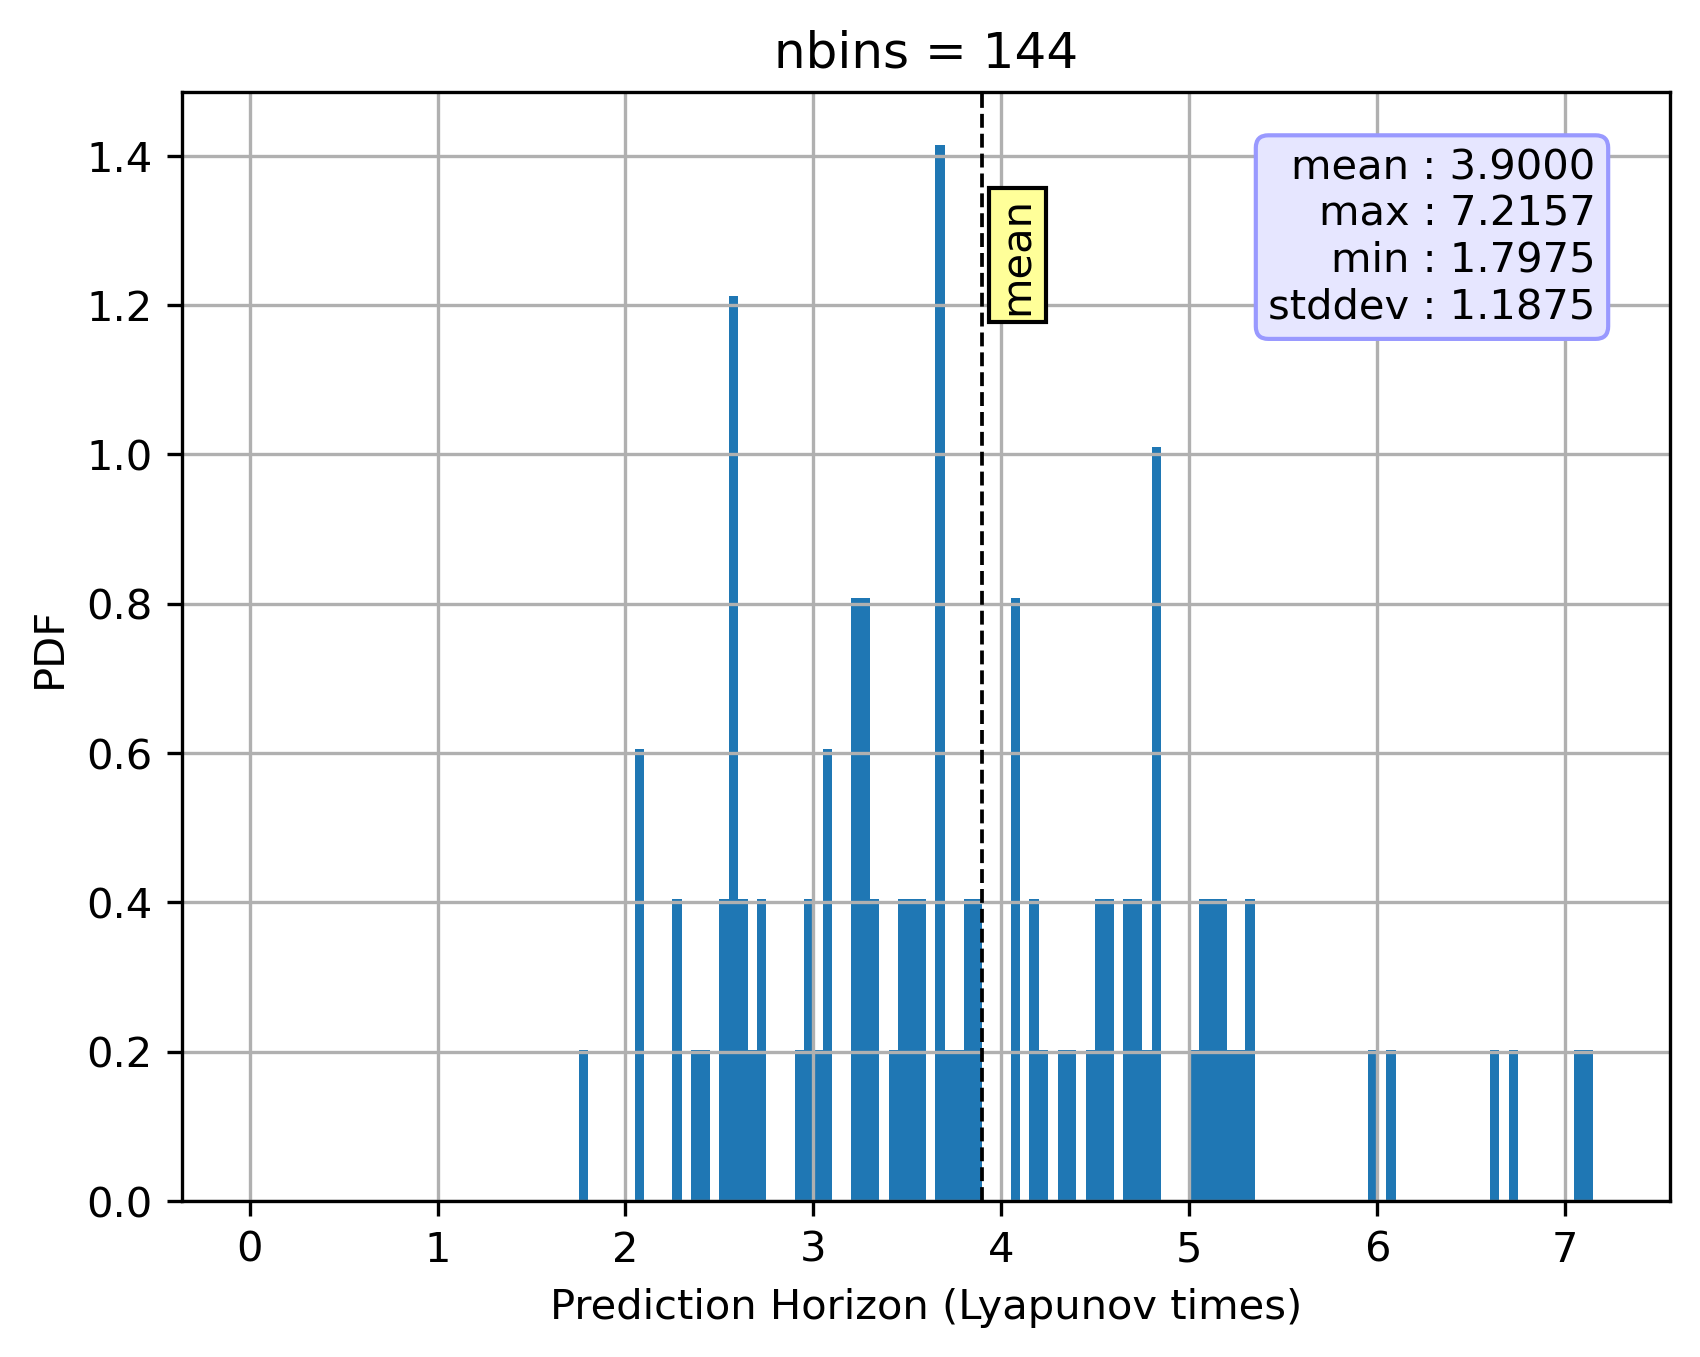 nbins = 144
1.4
1.2
1.0
0.8
0.6
0.4
0.2
0.0
PDF
mean
mean : 3.9000
max : 7.2157
min : 1.7975
stddev : 1.1875
0 1 2 3 4 5 6 7
Prediction Horizon (Lyapunov times)